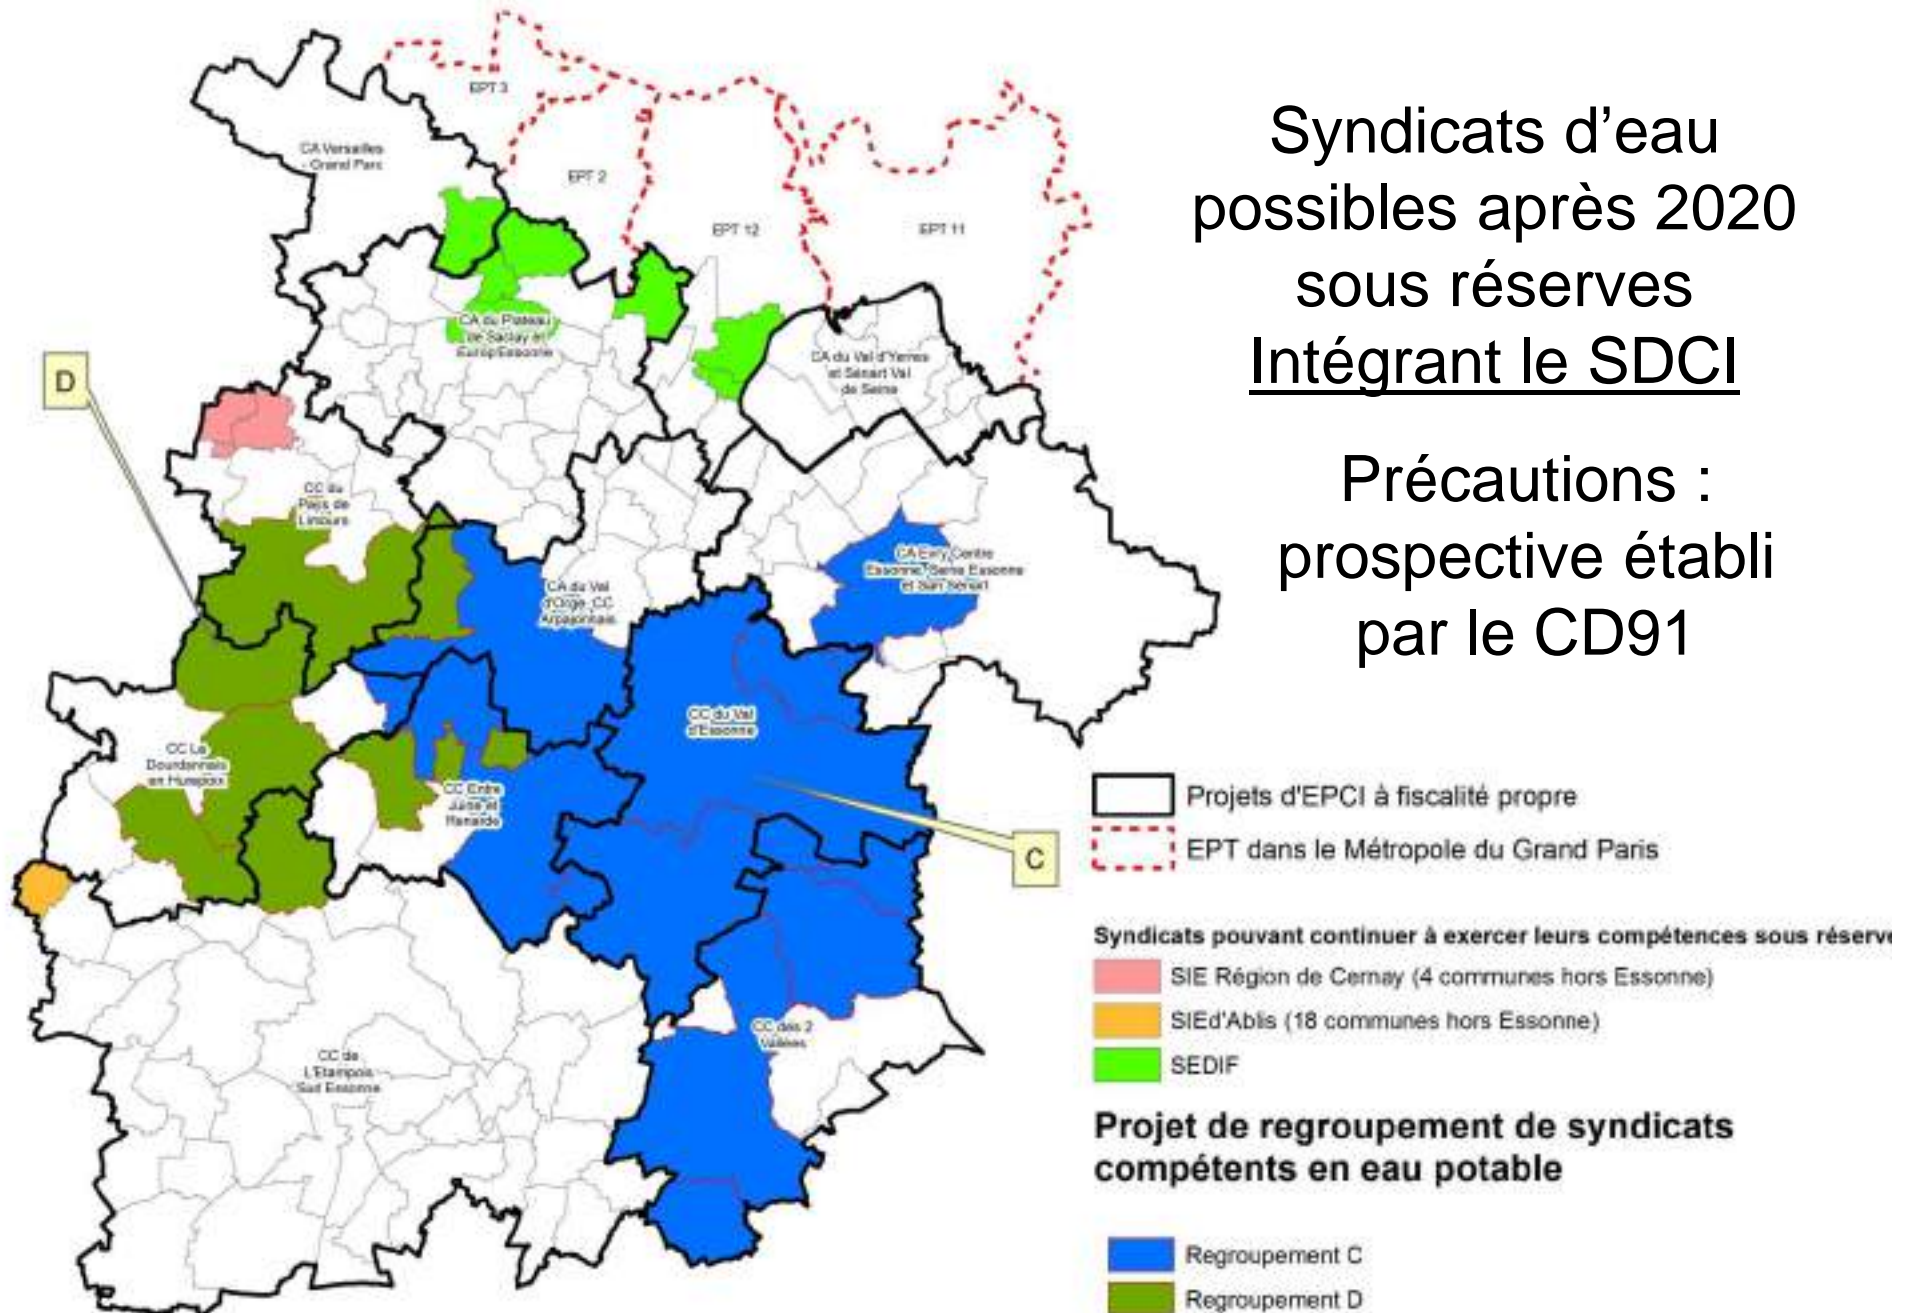 Syndicats d'eau
possibles après 2020
sous réserves
Intégrant le SDCI
Précautions :
prospective établi
par le CD91
EPT 3
CA Versailles
- Grand Parc
EPT 2
EPT 12
EPT 11
CA du Plateau
de Saclay et
Europ'Essonne
CA du Val d'Yerres
et Sénart Val
de Seine
D
CC du
Pays de
Limours
CA Evry Centre
Essonne, Seine Essonne
et San Sénart
CA du Val
d'Orge, CC
Arpajonnais
CC du Val
d'Essonne
CC Le
Dourdannais
en Hurepoix
CC Entre
Juine et
Renarde
C
CC des 2
Vallées
CC de
L'Etampois
Sud Essonne
Projets d'EPCI à fiscalité propre
EPT dans le Métropole du Grand Paris
Syndicats pouvant continuer à exercer leurs compétences sous réserve
SIE Région de Cernay (4 communes hors Essonne)
SIEd'Ablis (18 communes hors Essonne)
SEDIF
Projet de regroupement de syndicats
compétents en eau potable
Regroupement C
Regroupement D